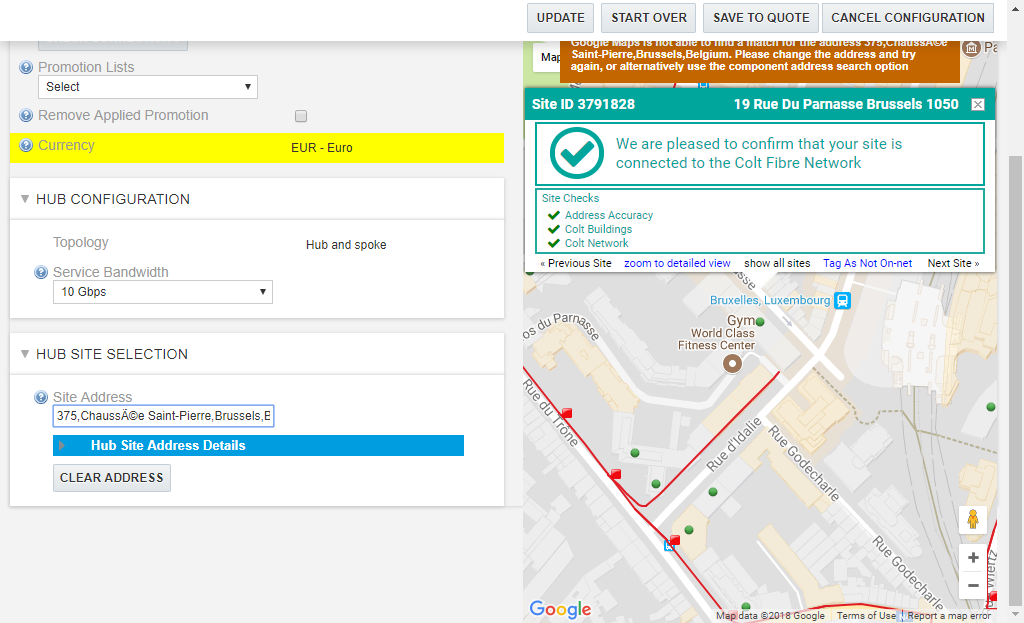 UPDATE
START OVER
SAVE TO QUOTE
CANCEL CONFIGURATION
Promotion Lists
Select
Remove Applied Promotion
Currency
EUR - Euro
HUB CONFIGURATION
Topology
Hub and spoke
Service Bandwidth
10 Gbps
HUB SITE SELECTION
Site Address
375,ChaussÃ©e Saint-Pierre,Brussels,B
Hub Site Address Details
CLEAR ADDRESS
Map
Google Maps is not able to find a match for the address 375,ChaussÃ©e
Saint-Pierre,Brussels,Belgium. Please change the address and try
again, or alternatively use the component address search option
Pa
Site ID 3791828
19 Rue Du Parnasse Brussels 1050
We are pleased to confirm that your site is
connected to the Colt Fibre Network
Site Checks
Address Accuracy
Colt Buildings
Colt Network
« Previous Site
zoom to detailed view
show all sites
Tag As Not On-net
Next Site »
Bruxelles, Luxembourg
Gym
World Class
Fitness Center
os du Parnasse
sse
Rue du Trône
Rue d'Idalie
Rue Godecharle
Rue Godecharle
Wiertz
Google
Map data ©2018 Google
Terms of Use
Report a map error